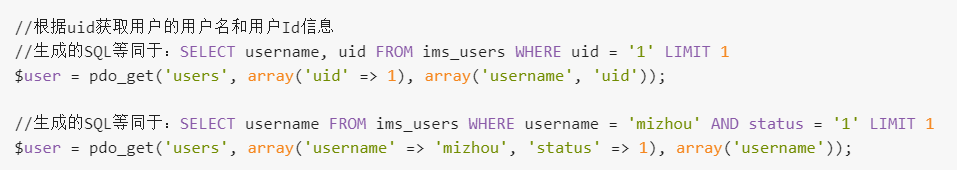 //根据uid获取用户的用户名和用户Id信息
//生成的SQL等同于：SELECT username, uid FROM ims_users WHERE uid = '1' LIMIT 1
$user = pdo_get('users', array('uid' => 1), array('username', 'uid'));
//生成的SQL等同于：SELECT username FROM ims_users WHERE username = 'mizhou' AND status = '1' LIMIT 1
$user = pdo_get('users', array('username' => 'mizhou', 'status' => 1), array('username'));